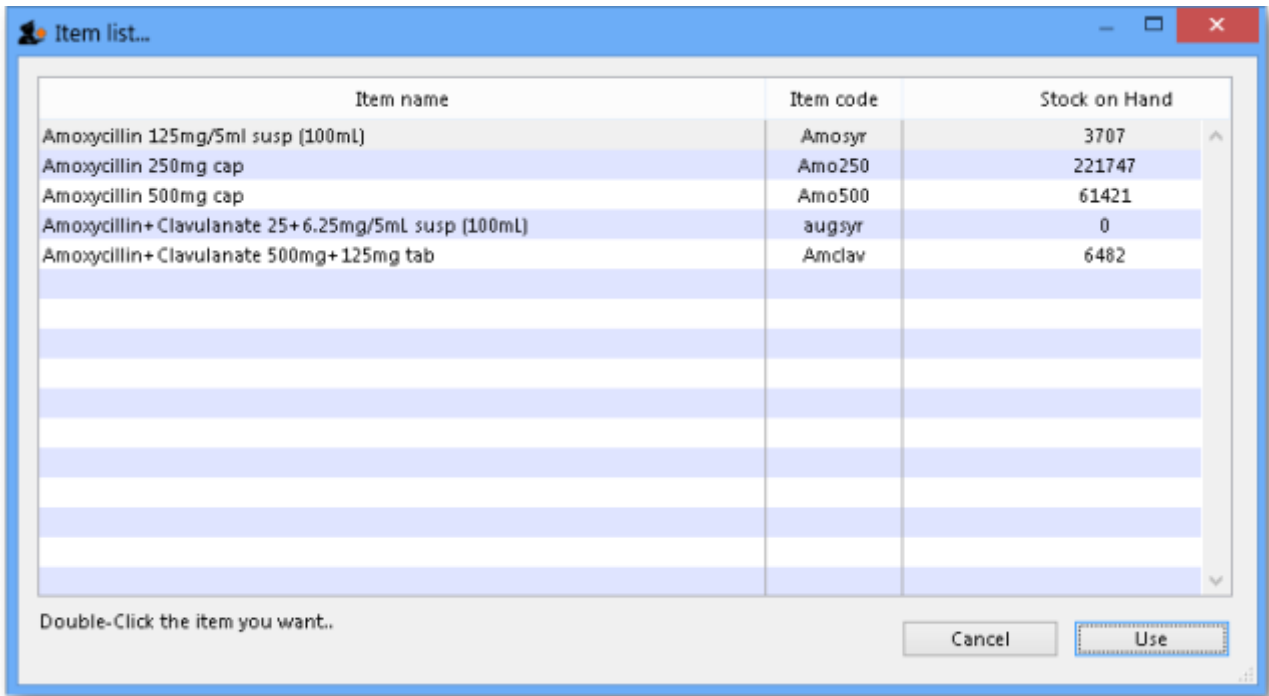 Item list...
Item name Item code Stock on Hand
Amoxycillin 125mg/5ml susp (100mL) Amosyr 3707
Amoxycillin 250mg cap Amo250 221747
Amoxycillin 500mg cap Amo500 61421
Amoxycillin+Clavulanate 25+6.25mg/5mL susp (100mL) augsyr 0
Amoxycillin+Clavulanate 500mg+125mg tab Amclav 6482
Double-Click the item you want..
Cancel Use